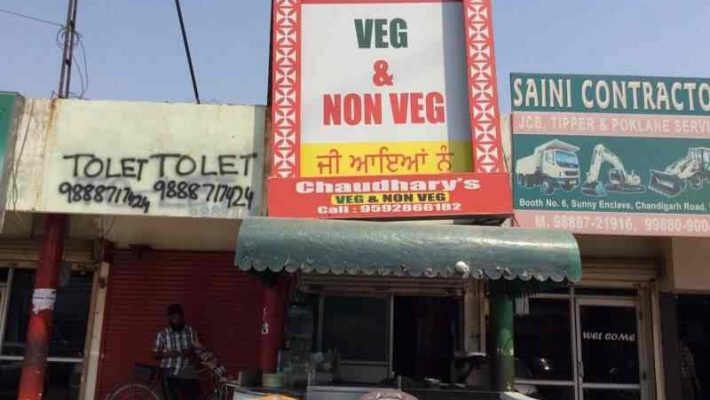 TOLET TOLET
9888717424 9888717424
VEG
&
NON VEG
ਜੀ ਆਇਆਂ ਨੂੰ
Chaudhary's
VEG & NON VEG
Call : 9592866182
SAINI CONTRACTO
JCB, TIPPER & POKLANE SERVI
Booth No. 6, Sunny Enclave, Chandigarh Road,
M. 98887-21916, 99880-900
WELCOME